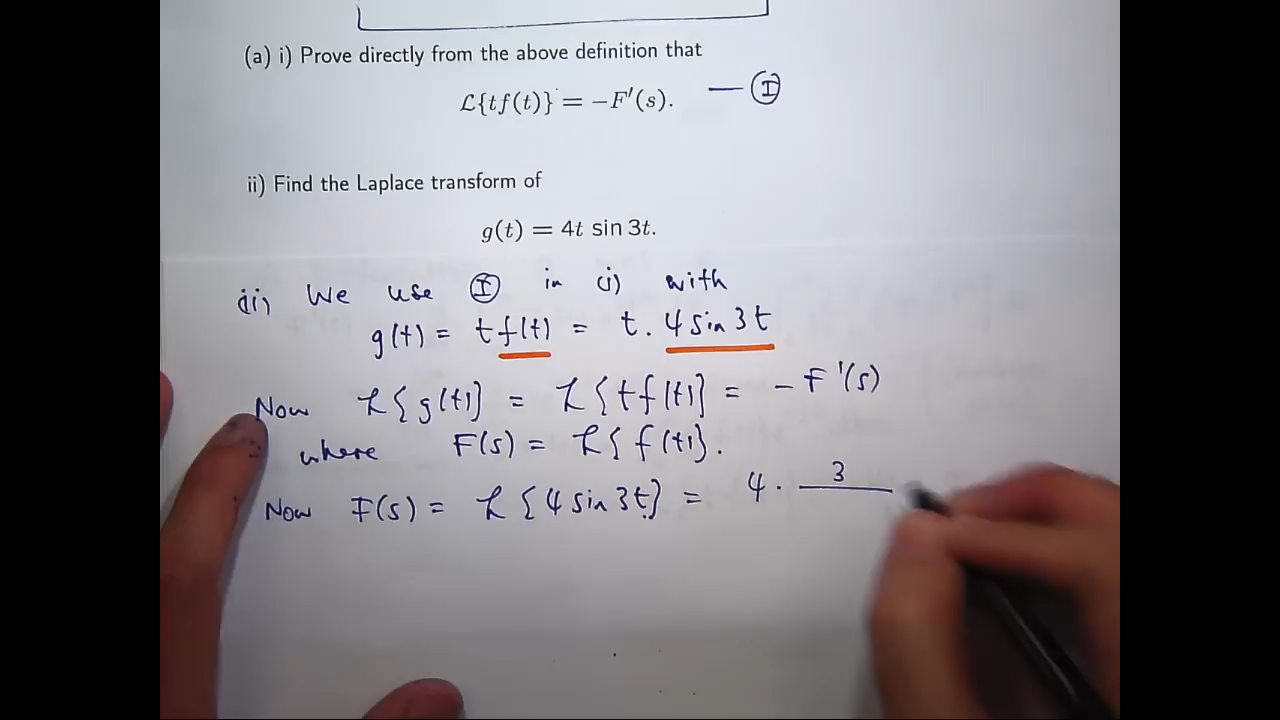 (a) i) Prove directly from the above definition that
ℒ{tf(t)} = −F′(s). — Ⓘ
ii) Find the Laplace transform of
g(t) = 4t sin 3t.
(ii) We use Ⓘ in (i) with
g(t) = t f(t) = t. 4 sin 3t
Now ℒ{g(t)} = ℒ{t f(t)} = − F'(s)
where F(s) = ℒ{f(t)}.
Now F(s) = ℒ{4 sin 3t} = 4 · 3